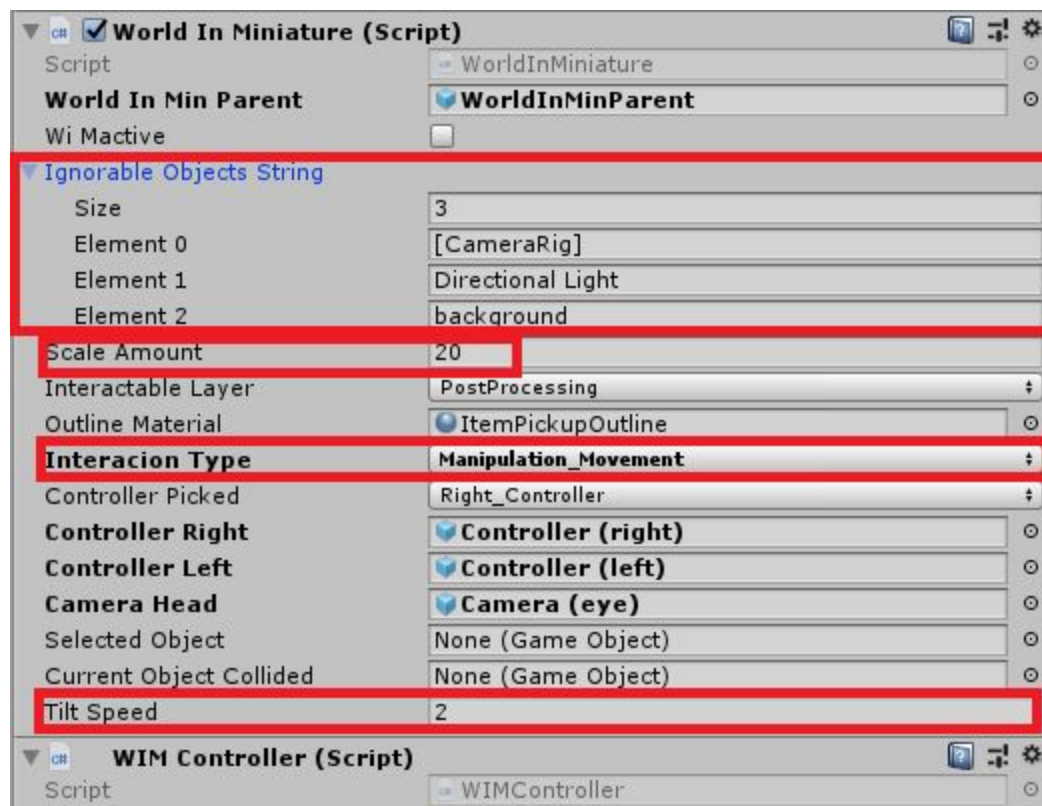 World In Miniature (Script)
Script WorldInMiniature
World In Min Parent WorldInMinParent
Wi Mactive
Ignorable Objects String
Size 3
Element 0 [CameraRig]
Element 1 Directional Light
Element 2 background
Scale Amount 20
Interactable Layer PostProcessing
Outline Material ItemPickupOutline
Interacion Type Manipulation_Movement
Controller Picked Right_Controller
Controller Right Controller (right)
Controller Left Controller (left)
Camera Head Camera (eye)
Selected Object None (Game Object)
Current Object Collided None (Game Object)
Tilt Speed 2
C# WIM Controller (Script)
Script WIMController